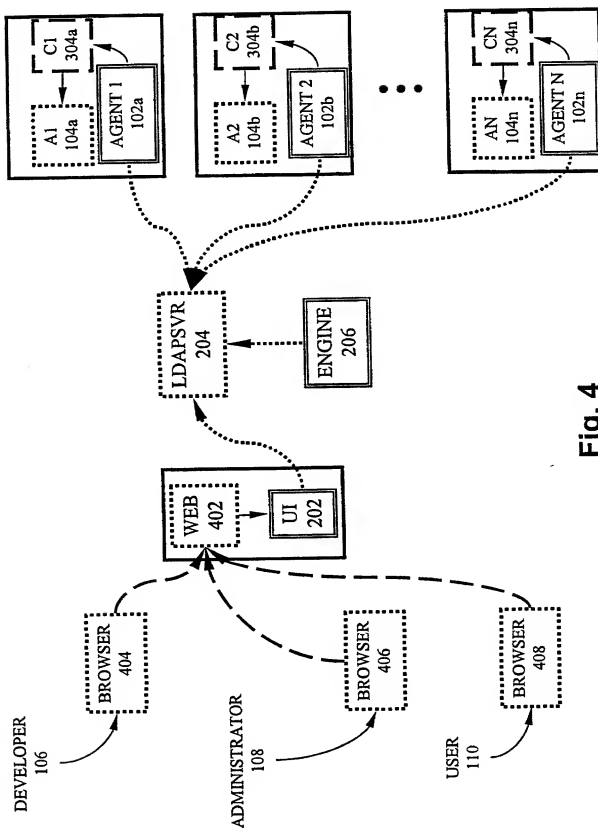 DEVELOPER
106
BROWSER
404
ADMINISTRATOR
108
BROWSER
406
USER
110
BROWSER
408
WEB
402
UI
202
LDAPSVR
204
ENGINE
206
A1
104a
C1
304a
AGENT 1
102a
A2
104b
C2
304b
AGENT 2
102b
AN
104n
CN
304n
AGENT N
102n
Fig. 4